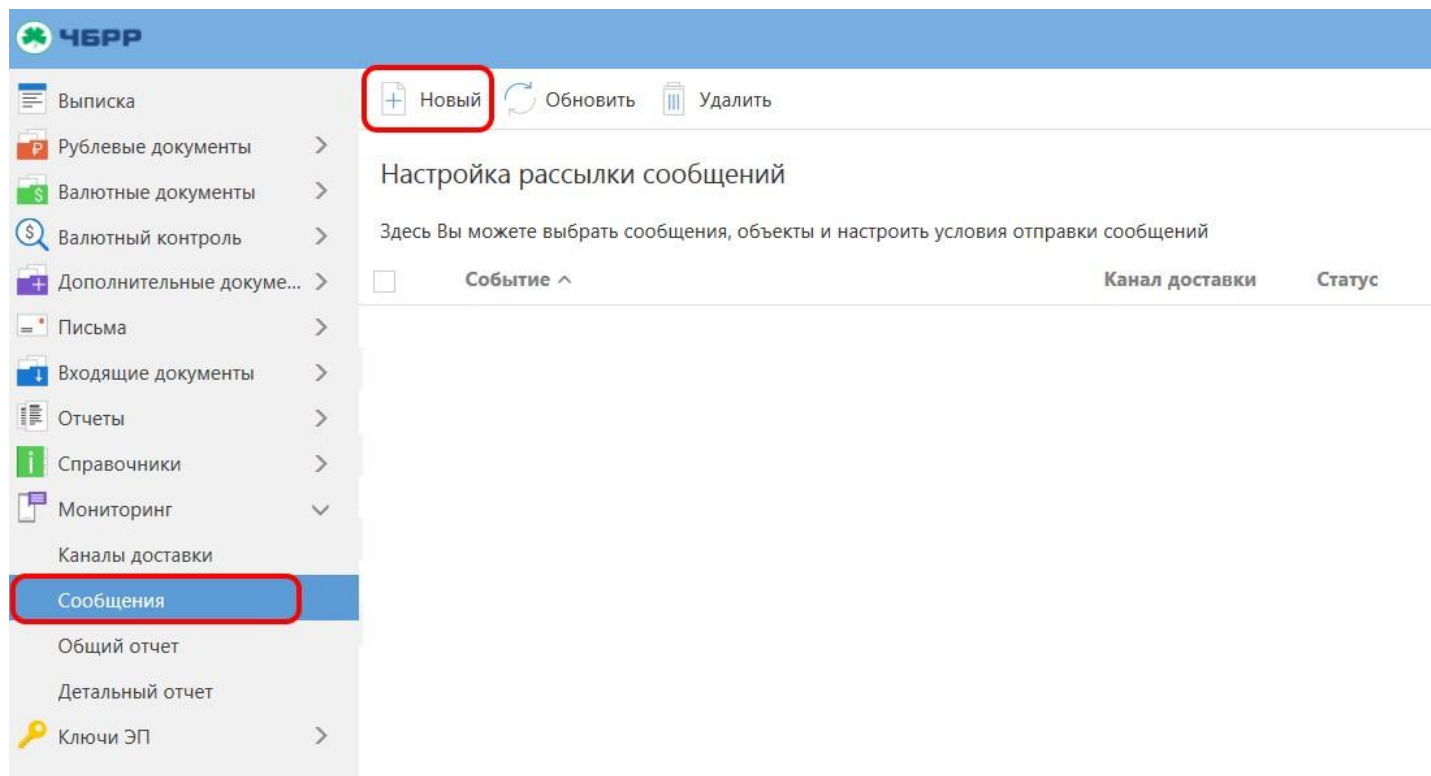 ЧБРР
Выписка
Рублевые документы
Валютные документы
Валютный контроль
Дополнительные докуме...
Письма
Входящие документы
Отчеты
Справочники
Мониторинг
Каналы доставки
Сообщения
Общий отчет
Детальный отчет
Ключи ЭП
Новый Обновить Удалить
Настройка рассылки сообщений
Здесь Вы можете выбрать сообщения, объекты и настроить условия отправки сообщений
Событие Канал доставки Статус